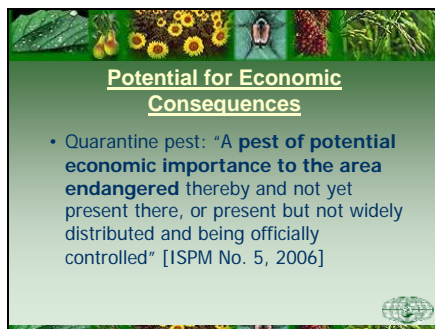 Potential for Economic
Consequences
• Quarantine pest: “A pest of potential
economic importance to the area
endangered thereby and not yet
present there, or present but not widely
distributed and being officially
controlled” [ISPM No. 5, 2006]